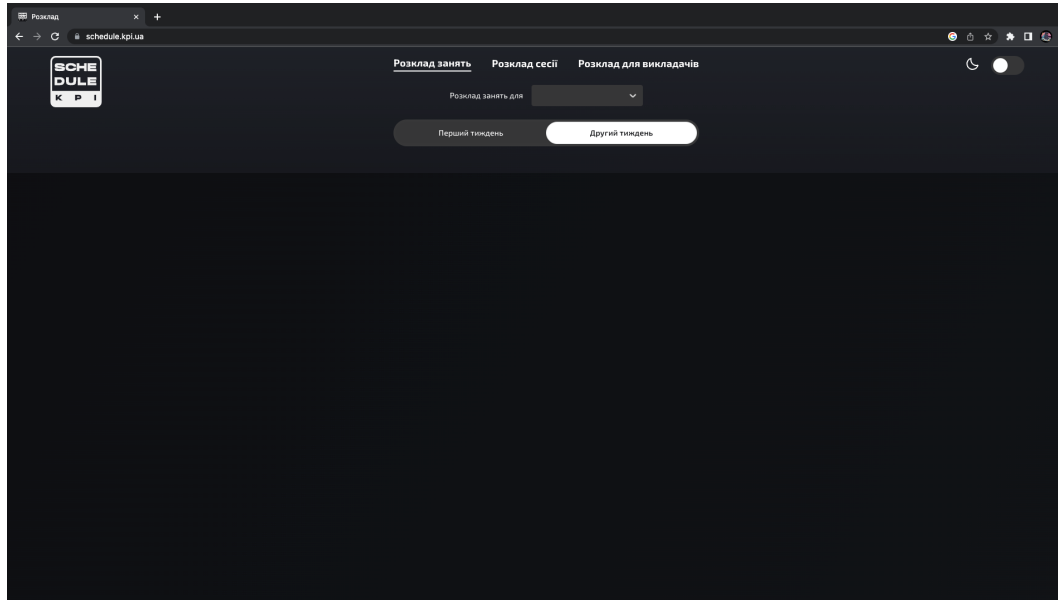 Розклад
schedule.kpi.ua
SCHE
DULE
KPI
Розклад занять Розклад сесії Розклад для викладачів
Розклад занять для
Перший тиждень Другий тиждень